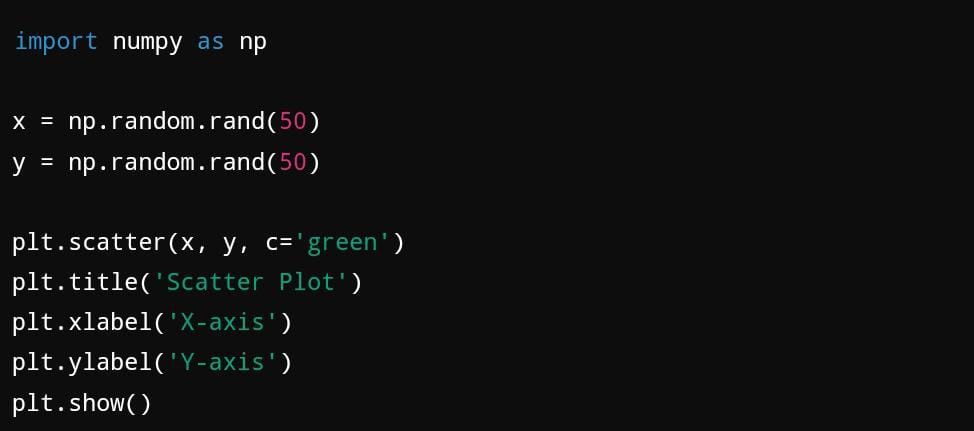 import numpy as np
x = np.random.rand(50)
y = np.random.rand(50)
plt.scatter(x, y, c='green')
plt.title('Scatter Plot')
plt.xlabel('X-axis')
plt.ylabel('Y-axis')
plt.show()